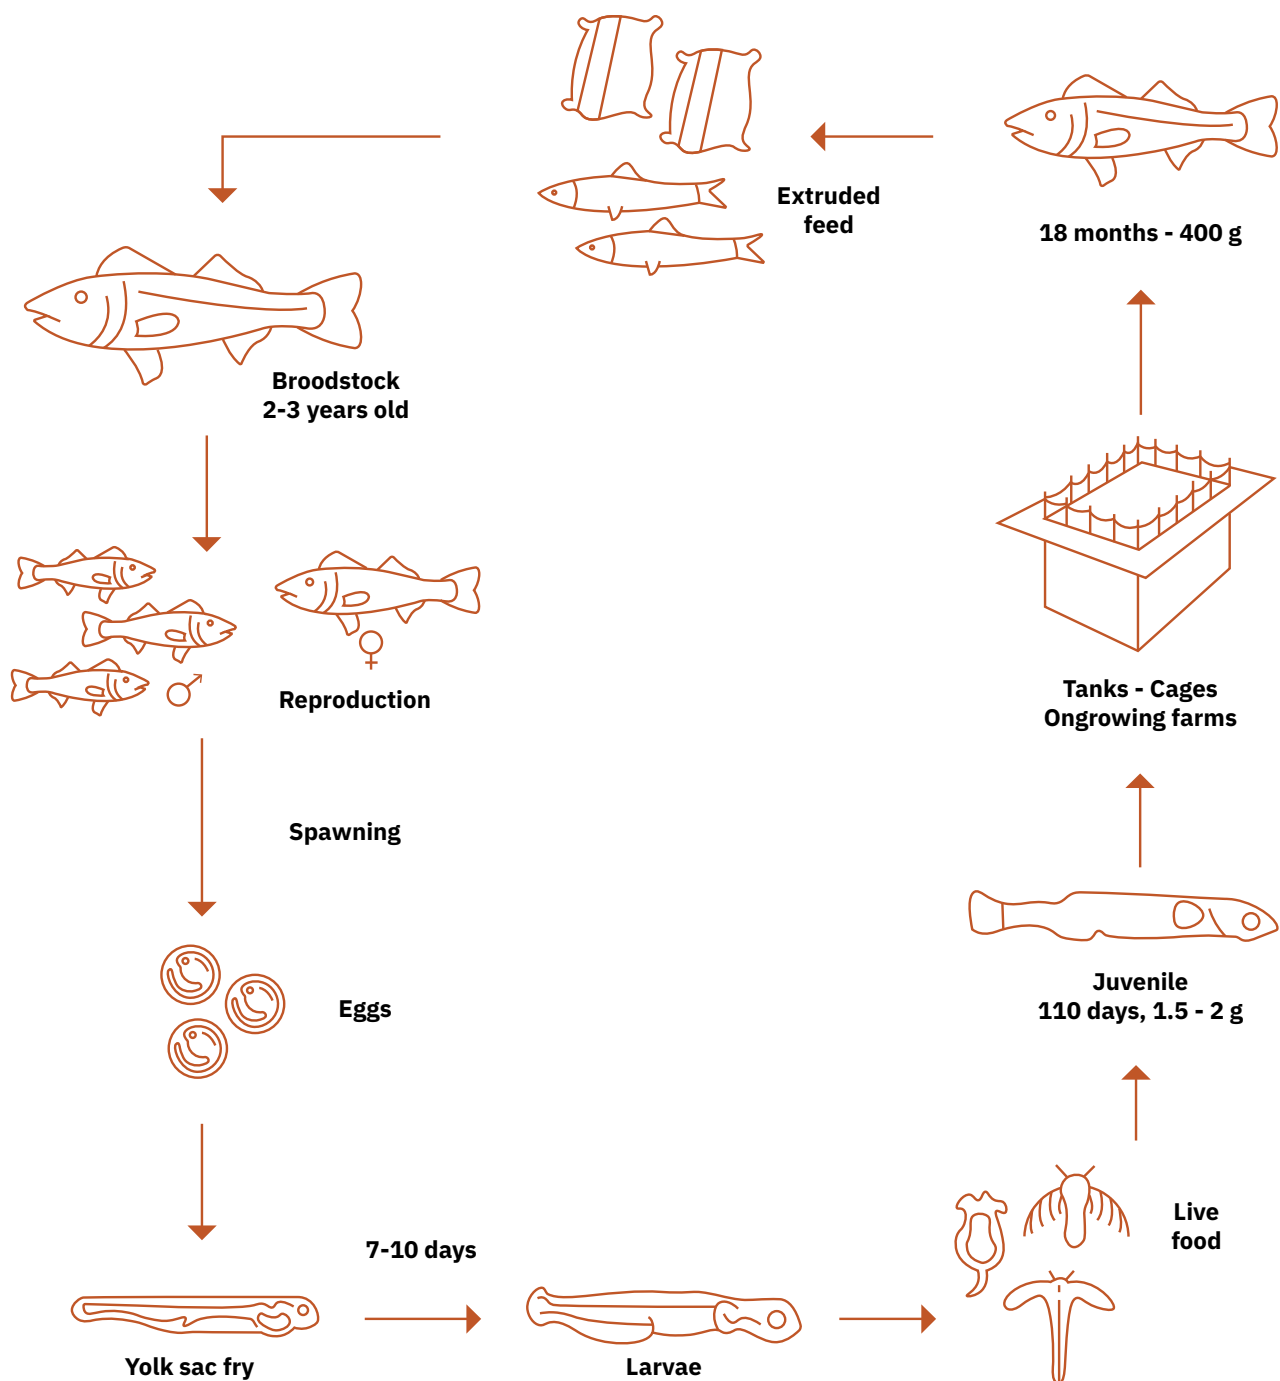 Extruded
feed
18 months - 400 g
Broodstock
2-3 years old
Reproduction
Tanks - Cages
Ongrowing farms
Spawning
Juvenile
110 days, 1.5 - 2 g
Eggs
Live
food
7-10 days
Yolk sac fry
Larvae